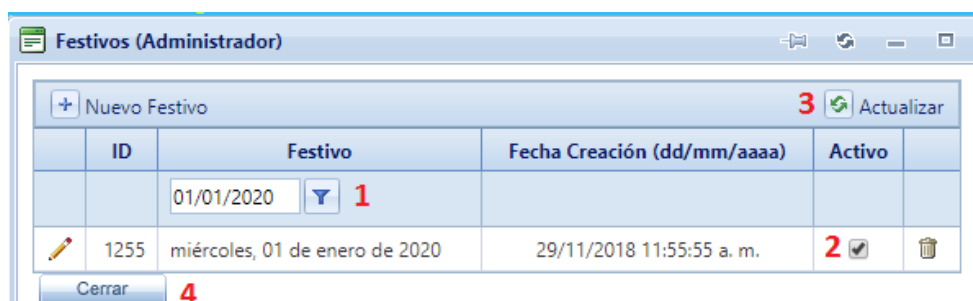 Festivos (Administrador)
Nuevo Festivo 3 Actualizar
ID Festivo Fecha Creación (dd/mm/aaaa) Activo
01/01/2020 1
1255 miércoles, 01 de enero de 2020 29/11/2018 11:55:55 a. m. 2
Cerrar 4